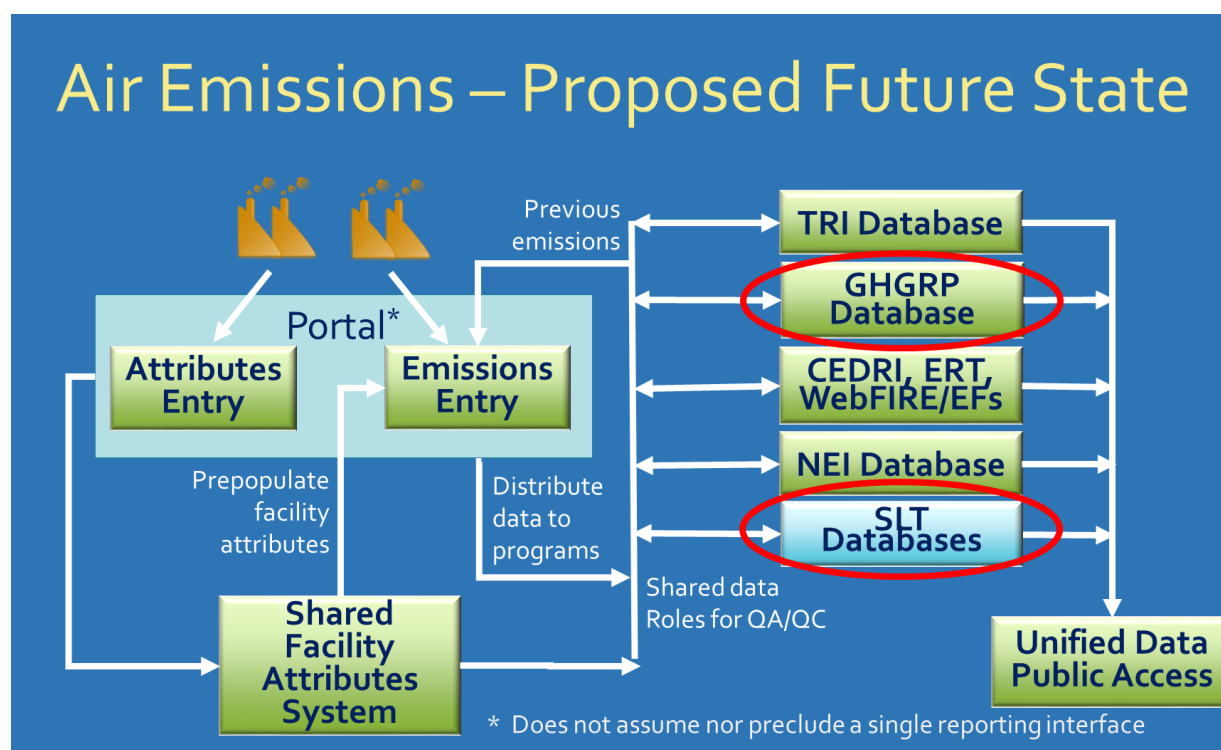 Air Emissions – Proposed Future State
Previous
emissions
TRI Database
GHGRP
Database
Portal*
Attributes
Entry
Emissions
Entry
CEDRI, ERT,
WebFIRE/EFs
NEI Database
Prepopulate
facility
attributes
Distribute
data to
programs
SLT
Databases
Shared data
Roles for QA/QC
Shared
Facility
Attributes
System
Unified Data
Public Access
* Does not assume nor preclude a single reporting interface